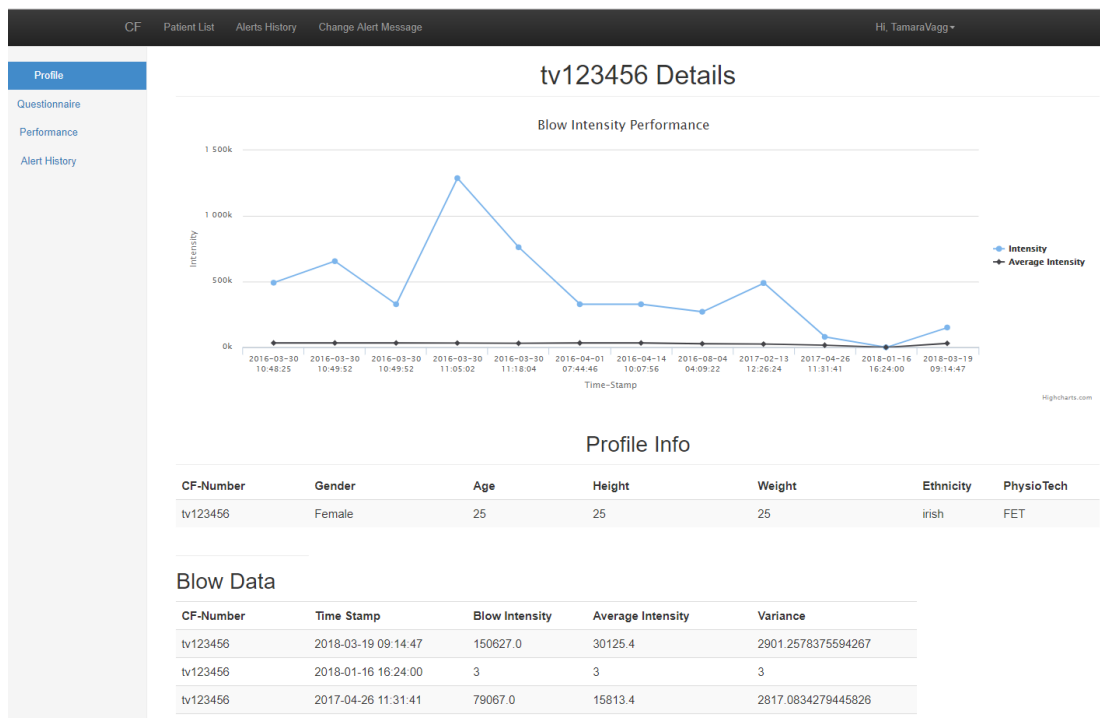 CF Patient List Alerts History Change Alert Message Hi, TamaraVagg
Profile
Questionnaire
Performance
Alert History
tv123456 Details
Blow Intensity Performance
1 500k
1 000k
500k
0k
Intensity
2016-03-30 10:48:25
2016-03-30 10:49:52
2016-03-30 10:49:52
2016-03-30 11:05:02
2016-03-30 11:18:04
2016-04-01 07:44:46
2016-04-14 10:07:56
2016-08-04 04:09:22
2017-02-13 12:26:24
2017-04-26 11:31:41
2018-01-16 16:24:00
2018-03-19 09:14:47
Time-Stamp
Intensity
Average Intensity
Highcharts.com
Profile Info
CF-Number Gender Age Height Weight Ethnicity PhysioTech
tv123456 Female 25 25 25 irish FET
Blow Data
CF-Number Time Stamp Blow Intensity Average Intensity Variance
tv123456 2018-03-19 09:14:47 150627.0 30125.4 2901.2578375594267
tv123456 2018-01-16 16:24:00 3 3 3
tv123456 2017-04-26 11:31:41 79067.0 15813.4 2817.0834279445826